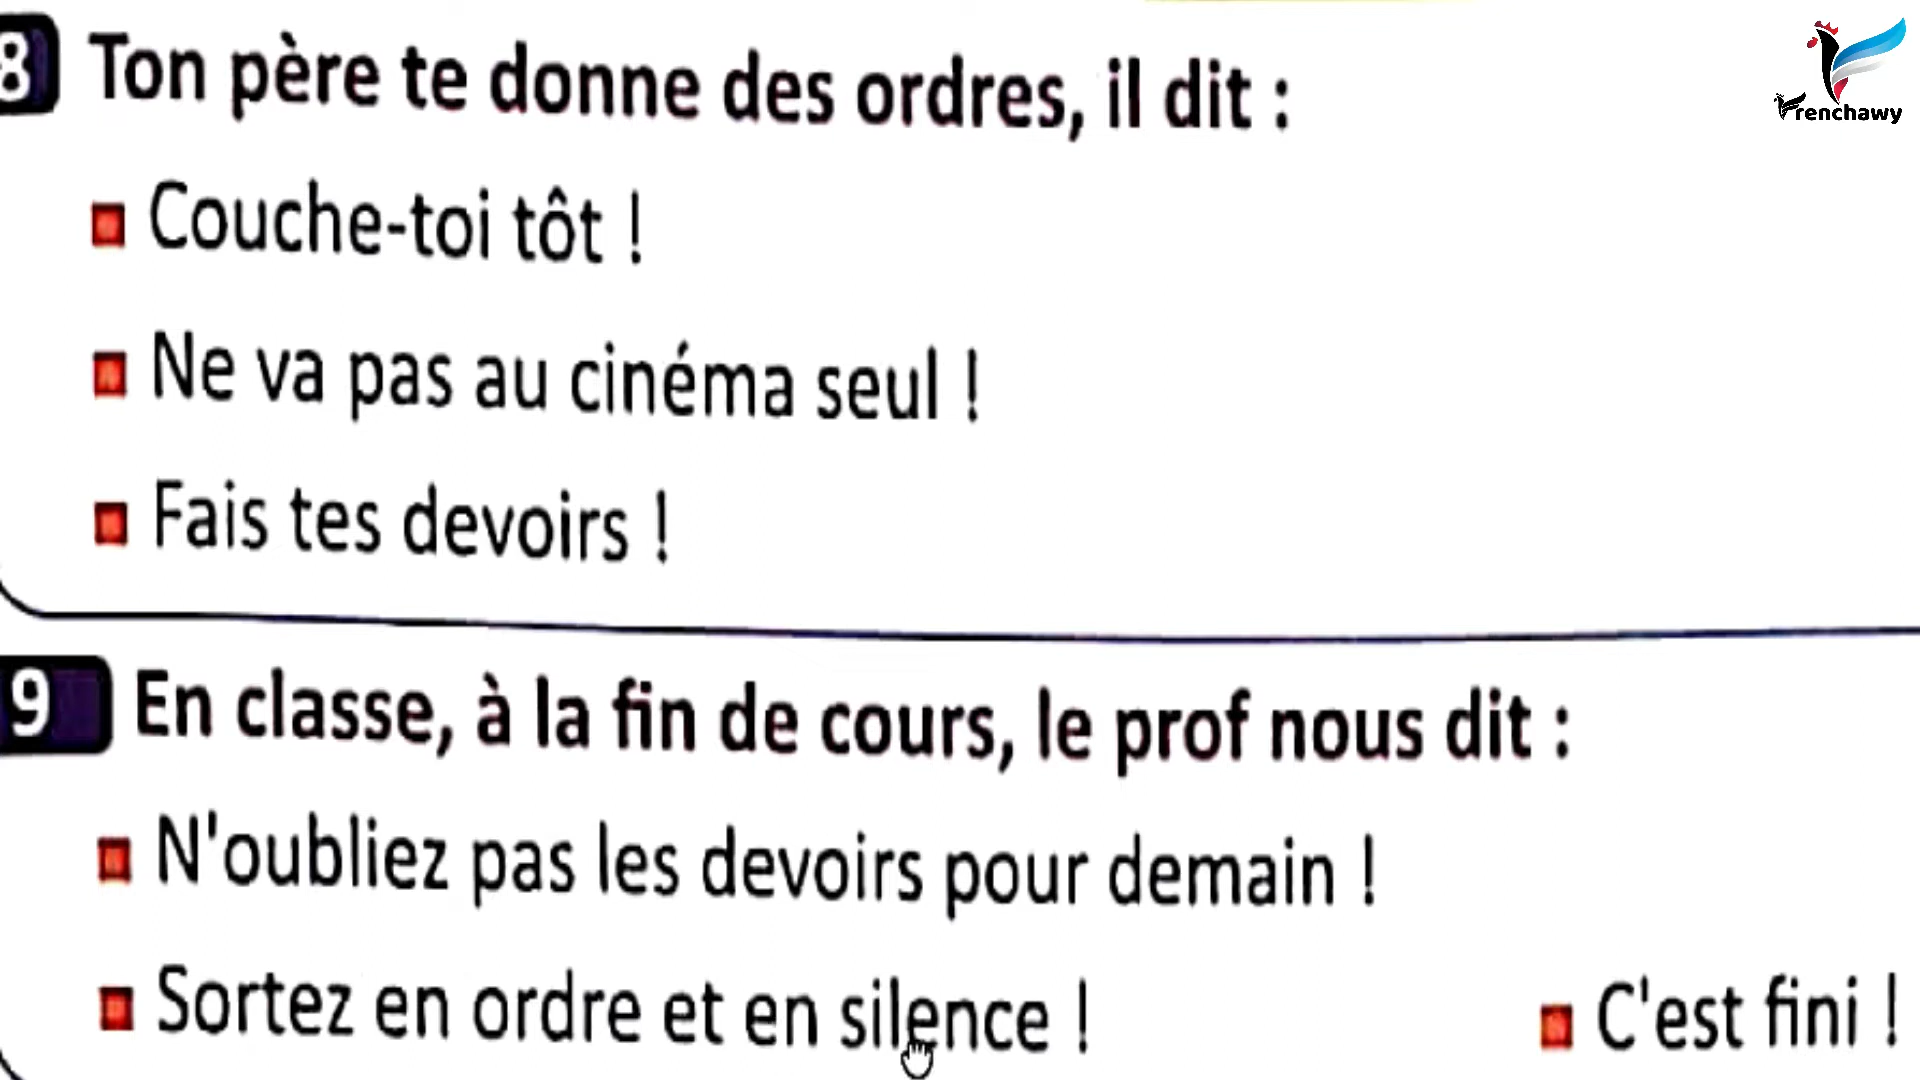 8 Ton père te donne des ordres, il dit :
Couche-toi tôt !
Ne va pas au cinéma seul !
Fais tes devoirs !
9 En classe, à la fin de cours, le prof nous dit :
N'oubliez pas les devoirs pour demain !
Sortez en ordre et en silence ! C'est fini !
Frenchawy